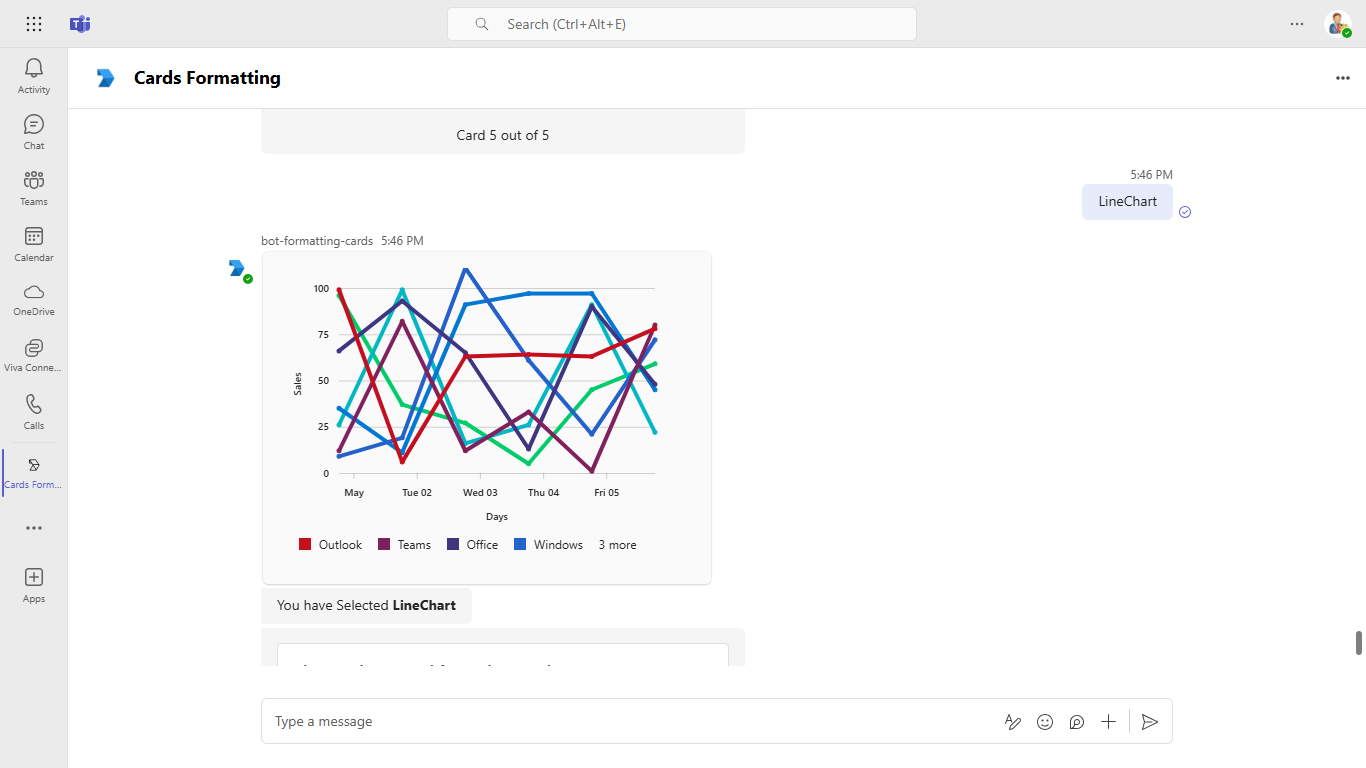 Search (Ctrl+Alt+E)
Activity
Chat
Teams
Calendar
OneDrive
Viva Conne...
Calls
Cards Form...
Apps
Cards Formatting
Card 5 out of 5
5:46 PM
LineChart
bot-formatting-cards 5:46 PM
100
75
50
25
0
Sales
May Tue 02 Wed 03 Thu 04 Fri 05
Days
Outlook Teams Office Windows 3 more
You have Selected LineChart
Type a message